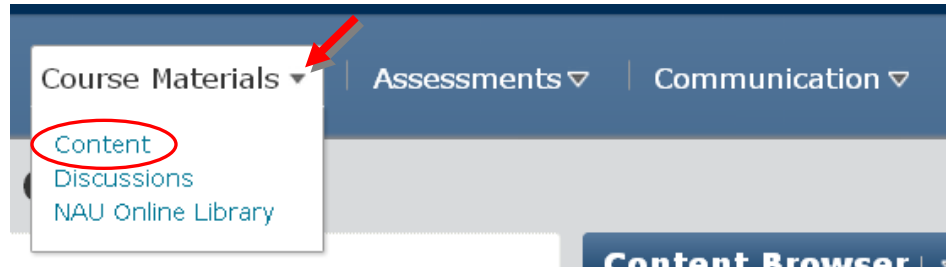 Course Materials Assessments Communication
Content
Discussions
NAU Online Library
Content Browser